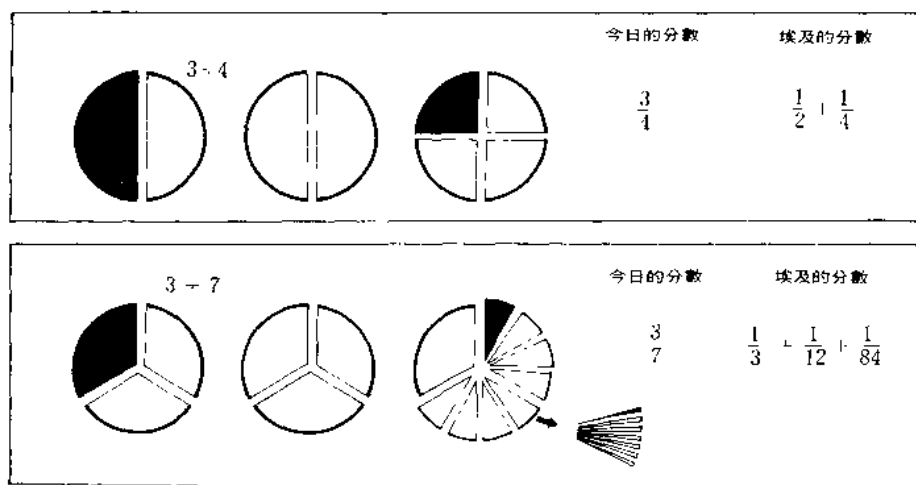 3÷4
今日的分數 埃及的分數
3/4 1/2 + 1/4
3÷7
今日的分數 埃及的分數
3/7 1/3 + 1/12 + 1/84